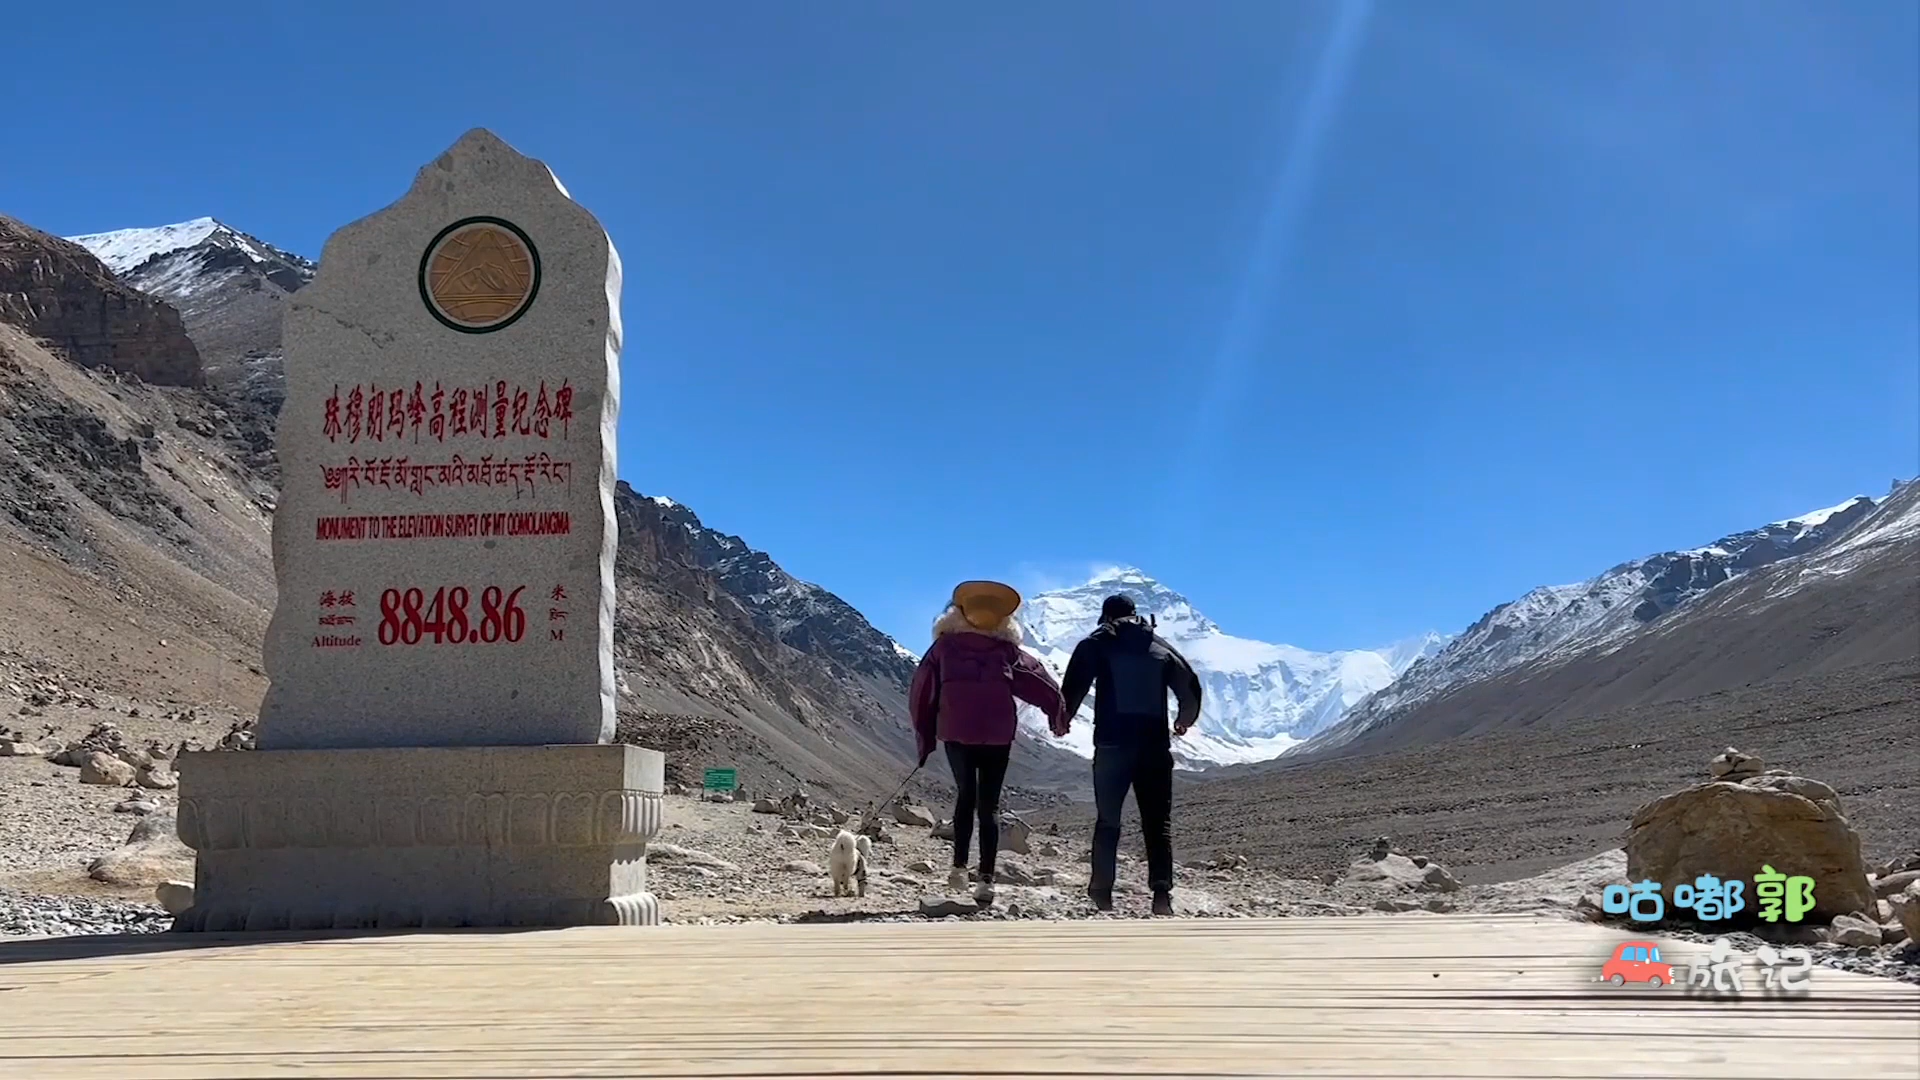 珠穆朗玛峰高程测量纪念碑
MONUMENT TO THE ELEVATION SURVEY OF MT QOMOLANGMA
海拔 8848.86 米
Altitude M
咕嘟郭
旅记